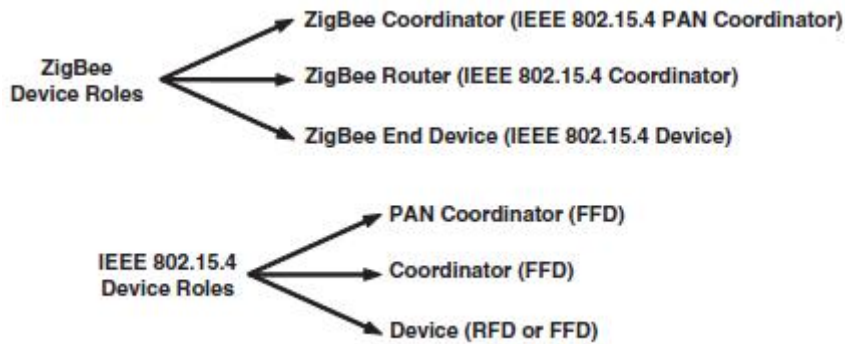 ZigBee Coordinator (IEEE 802.15.4 PAN Coordinator)
ZigBee
Device Roles
ZigBee Router (IEEE 802.15.4 Coordinator)
ZigBee End Device (IEEE 802.15.4 Device)
PAN Coordinator (FFD)
IEEE 802.15.4
Device Roles
Coordinator (FFD)
Device (RFD or FFD)